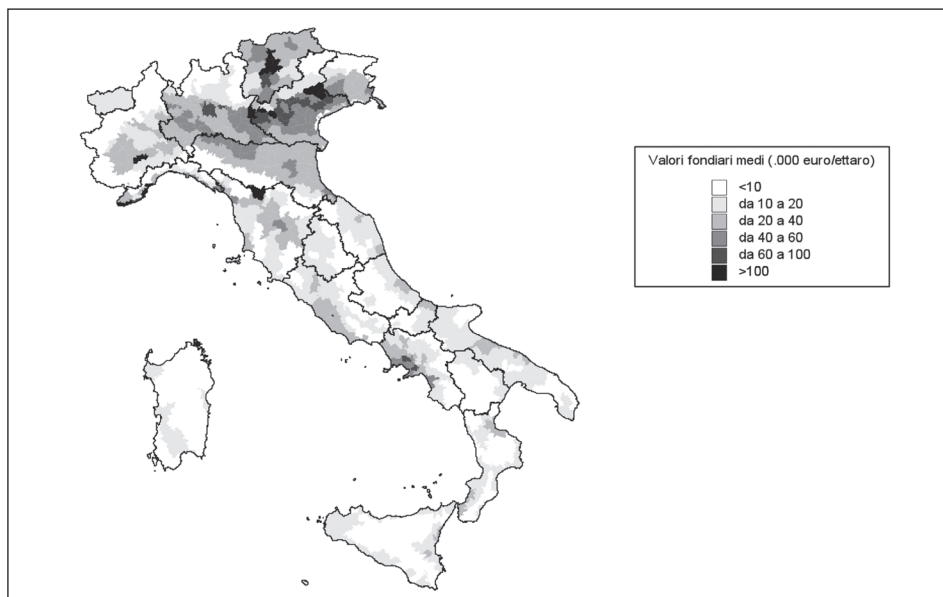 Valori fondiari medi (.000 euro/ettaro)
<10
da 10 a 20
da 20 a 40
da 40 a 60
da 60 a 100
>100